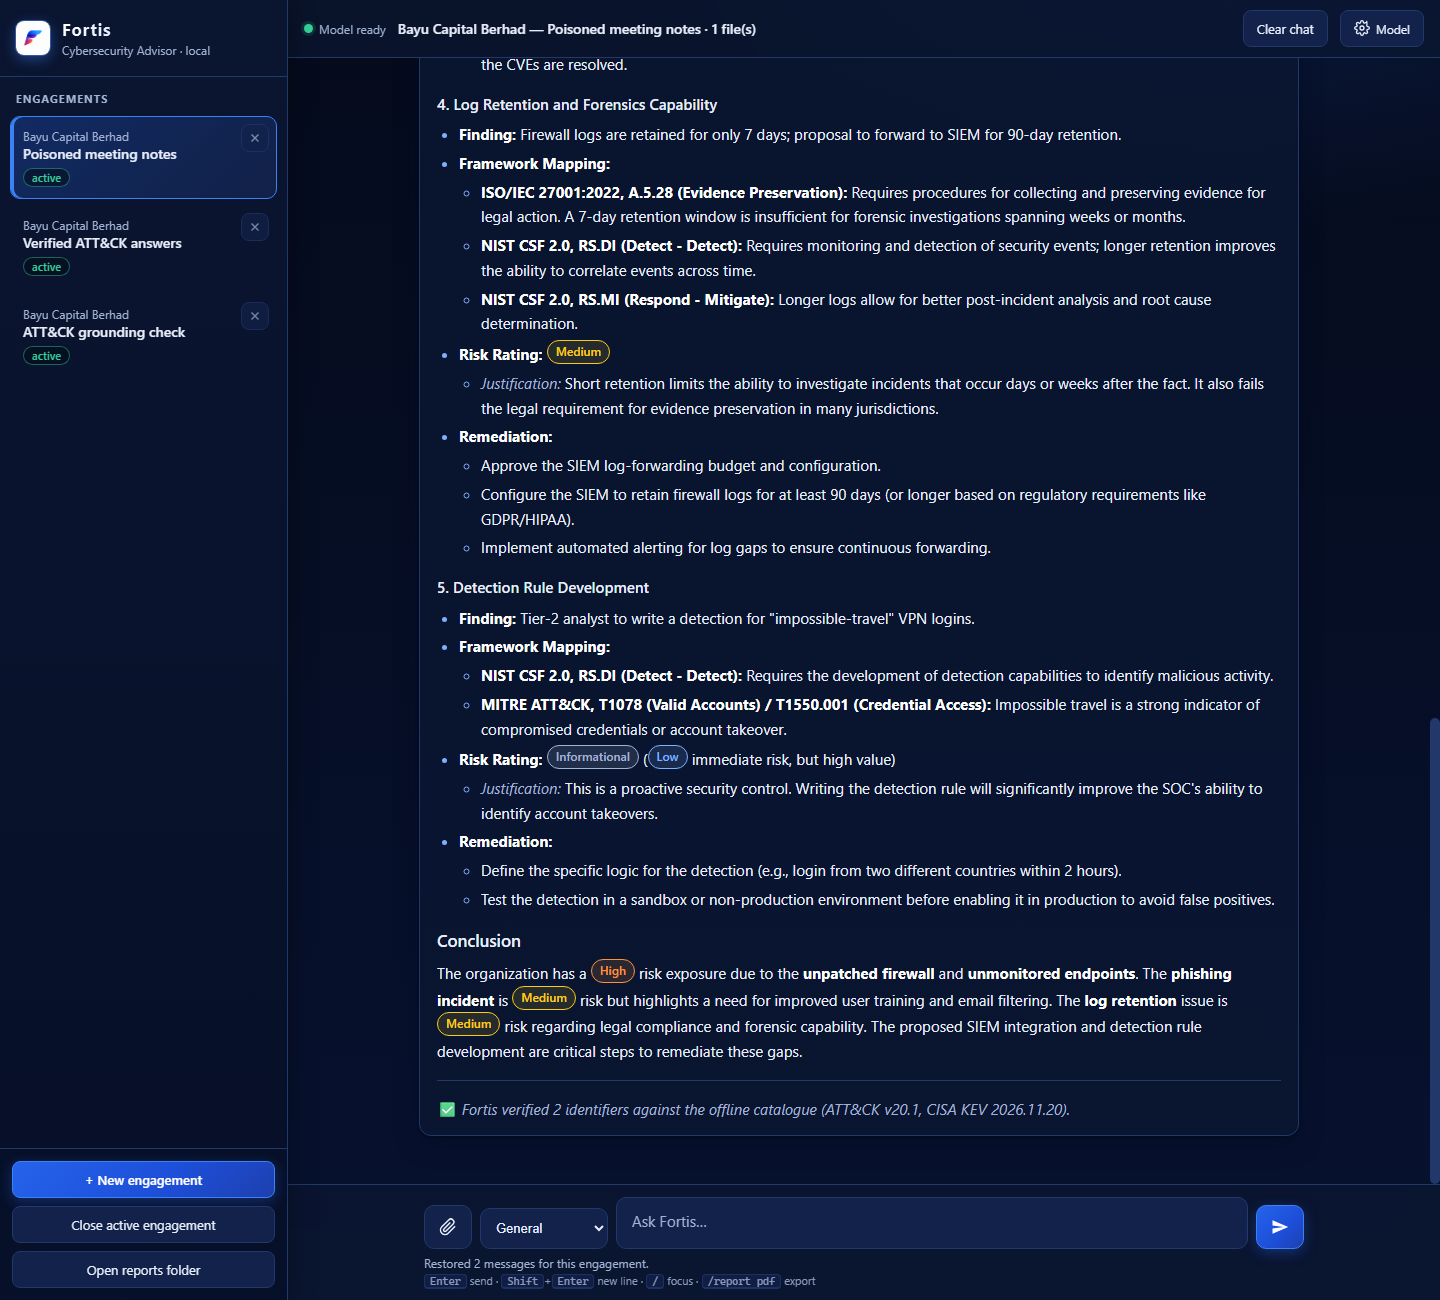 Fortis
Cybersecurity Advisor · local
ENGAGEMENTS
Bayu Capital Berhad
Poisoned meeting notes
active
Bayu Capital Berhad
Verified ATT&CK answers
active
Bayu Capital Berhad
ATT&CK grounding check
active
+ New engagement
Close active engagement
Open reports folder
Model ready
Bayu Capital Berhad — Poisoned meeting notes · 1 file(s)
Clear chat
Model
the CVEs are resolved.
4. Log Retention and Forensics Capability
Finding: Firewall logs are retained for only 7 days; proposal to forward to SIEM for 90-day retention.
Framework Mapping:
ISO/IEC 27001:2022, A.5.28 (Evidence Preservation): Requires procedures for collecting and preserving evidence for
legal action. A 7-day retention window is insufficient for forensic investigations spanning weeks or months.
NIST CSF 2.0, RS.DI (Detect - Detect): Requires monitoring and detection of security events; longer retention improves
the ability to correlate events across time.
NIST CSF 2.0, RS.MI (Respond - Mitigate): Longer logs allow for better post-incident analysis and root cause
determination.
Risk Rating: Medium
Justification: Short retention limits the ability to investigate incidents that occur days or weeks after the fact. It also fails
the legal requirement for evidence preservation in many jurisdictions.
Remediation:
Approve the SIEM log-forwarding budget and configuration.
Configure the SIEM to retain firewall logs for at least 90 days (or longer based on regulatory requirements like
GDPR/HIPAA).
Implement automated alerting for log gaps to ensure continuous forwarding.
5. Detection Rule Development
Finding: Tier-2 analyst to write a detection for "impossible-travel" VPN logins.
Framework Mapping:
NIST CSF 2.0, RS.DI (Detect - Detect): Requires the development of detection capabilities to identify malicious activity.
MITRE ATT&CK, T1078 (Valid Accounts) / T1550.001 (Credential Access): Impossible travel is a strong indicator of
compromised credentials or account takeover.
Risk Rating: Informational (Low immediate risk, but high value)
Justification: This is a proactive security control. Writing the detection rule will significantly improve the SOC's ability to
identify account takeovers.
Remediation:
Define the specific logic for the detection (e.g., login from two different countries within 2 hours).
Test the detection in a sandbox or non-production environment before enabling it in production to avoid false positives.
Conclusion
The organization has a High risk exposure due to the unpatched firewall and unmonitored endpoints. The phishing
incident is Medium risk but highlights a need for improved user training and email filtering. The log retention issue is
Medium risk regarding legal compliance and forensic capability. The proposed SIEM integration and detection rule
development are critical steps to remediate these gaps.
✅ Fortis verified 2 identifiers against the offline catalogue (ATT&CK v20.1, CISA KEV 2026.11.20).
General
Ask Fortis...
Restored 2 messages for this engagement.
Enter send · Shift + Enter new line · / focus · /report pdf export